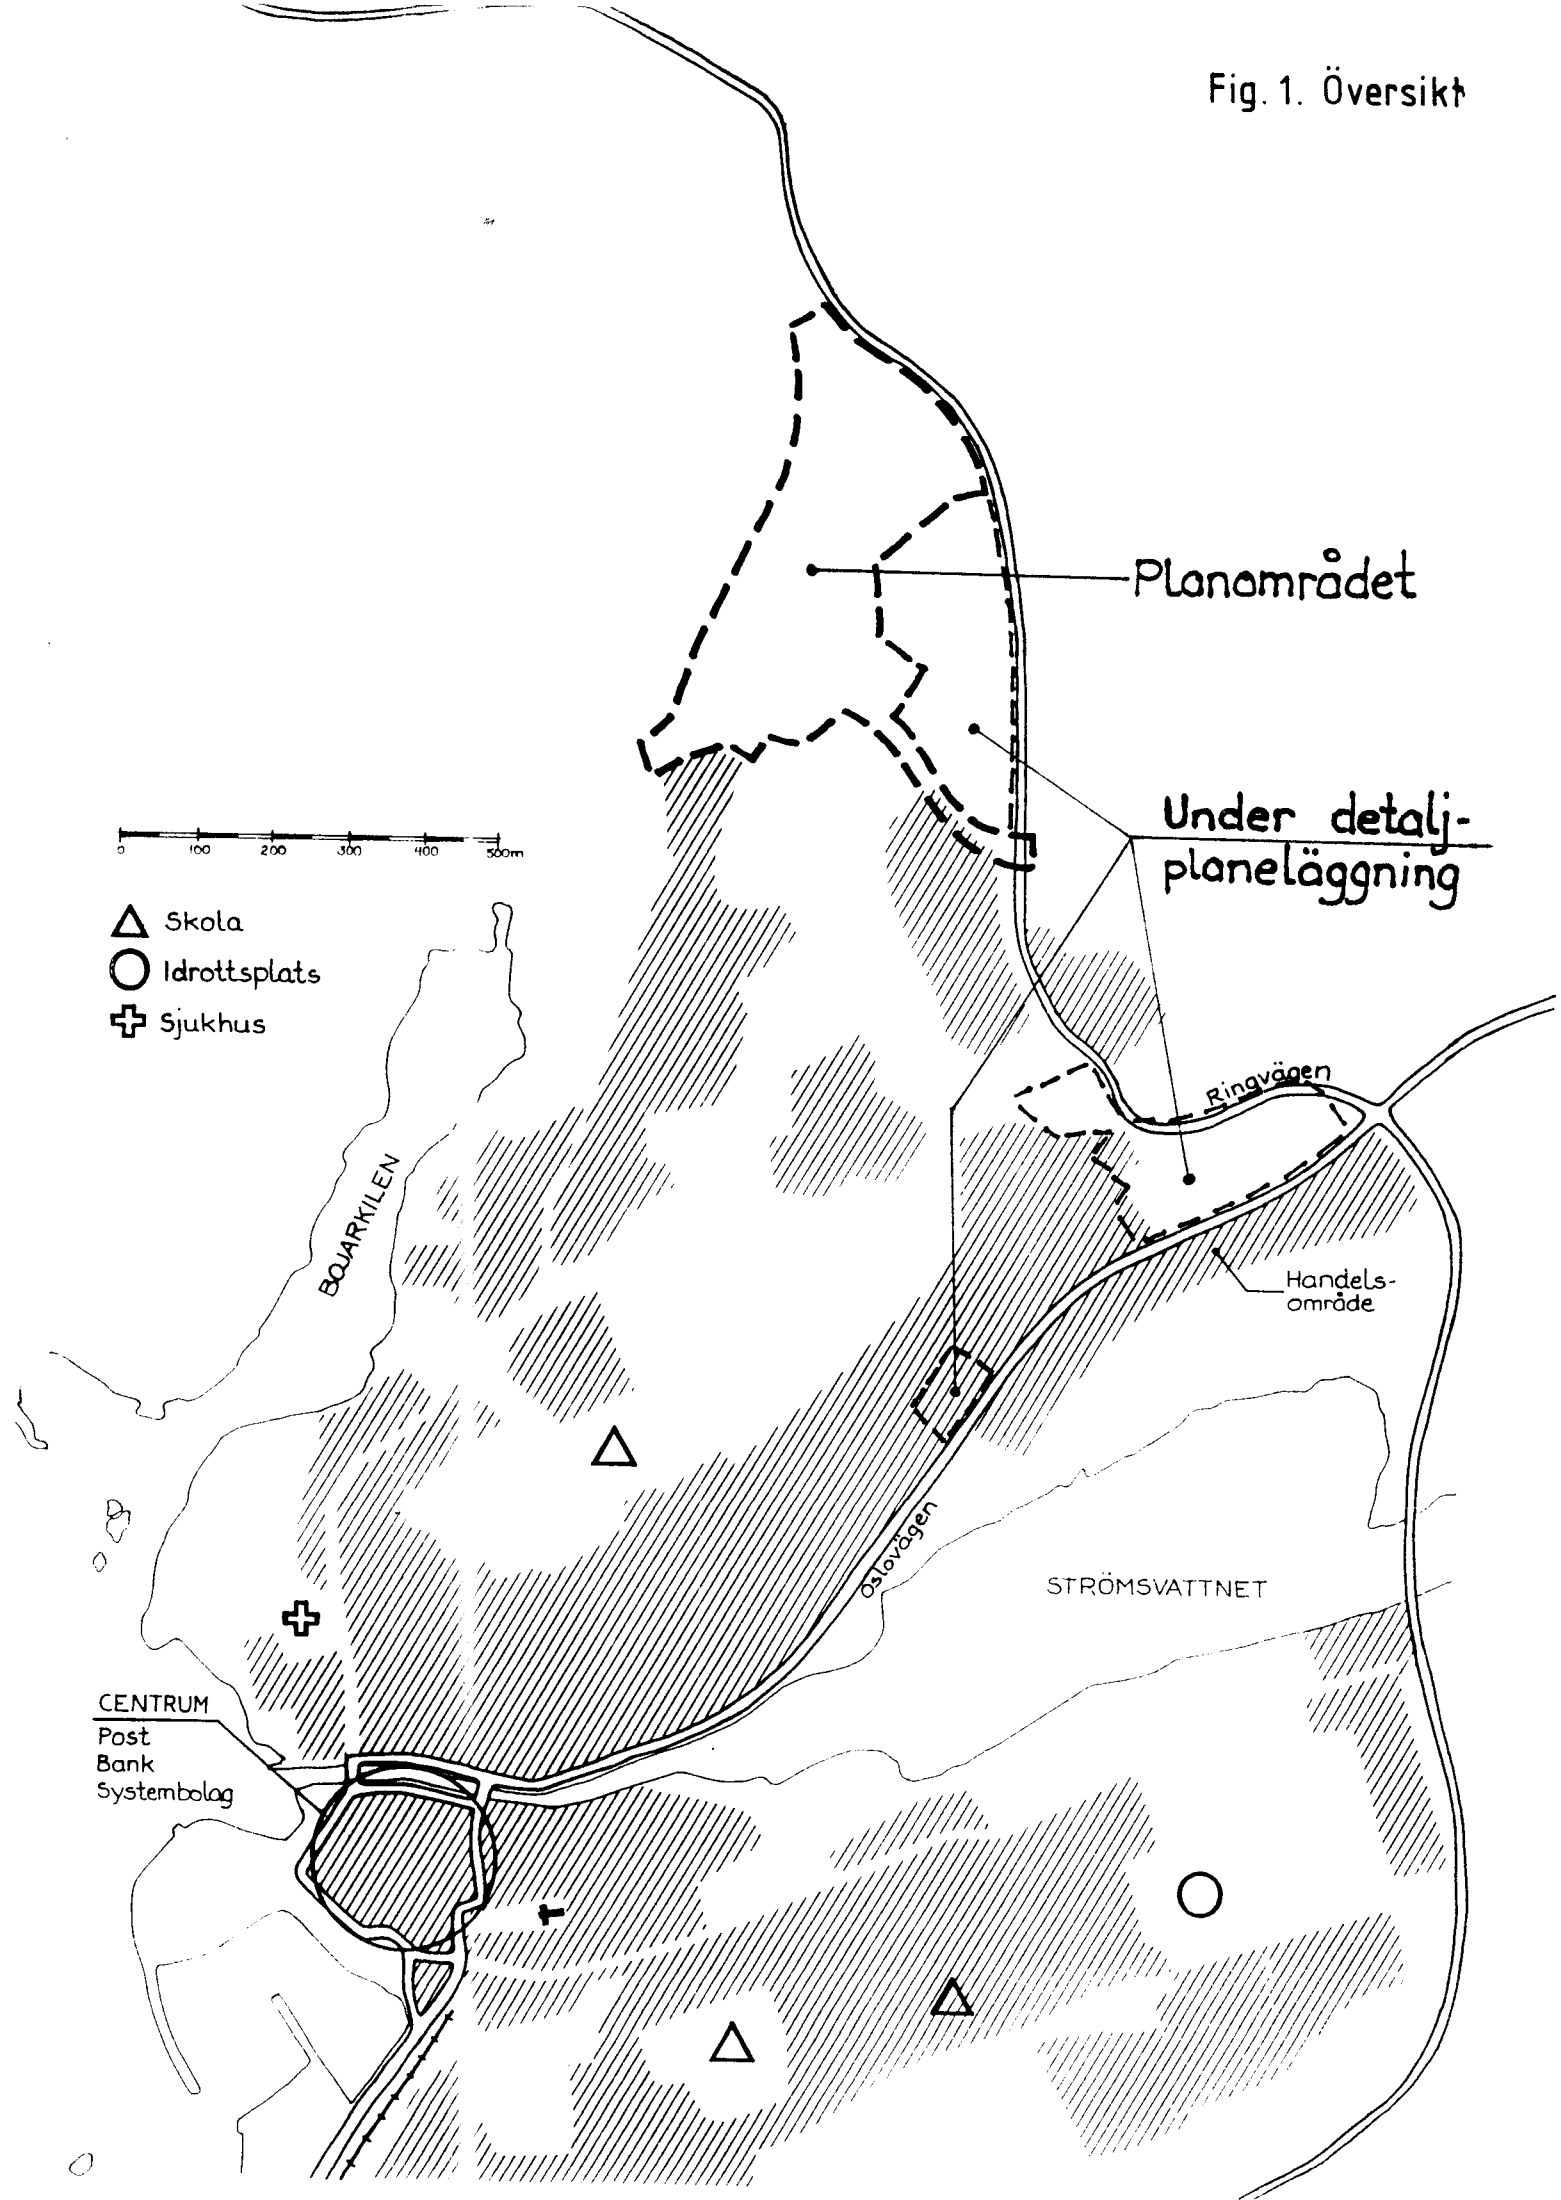 Fig. 1. Översikt
Planområdet
Under detalj-
planeläggning
0 100 200 300 400 500m
Skola
Idrottsplats
Sjukhus
Ringvägen
BOJARKILEN
Handels-
område
Oslovägen
STRÖMSVATTNET
CENTRUM
Post
Bank
Systembolag